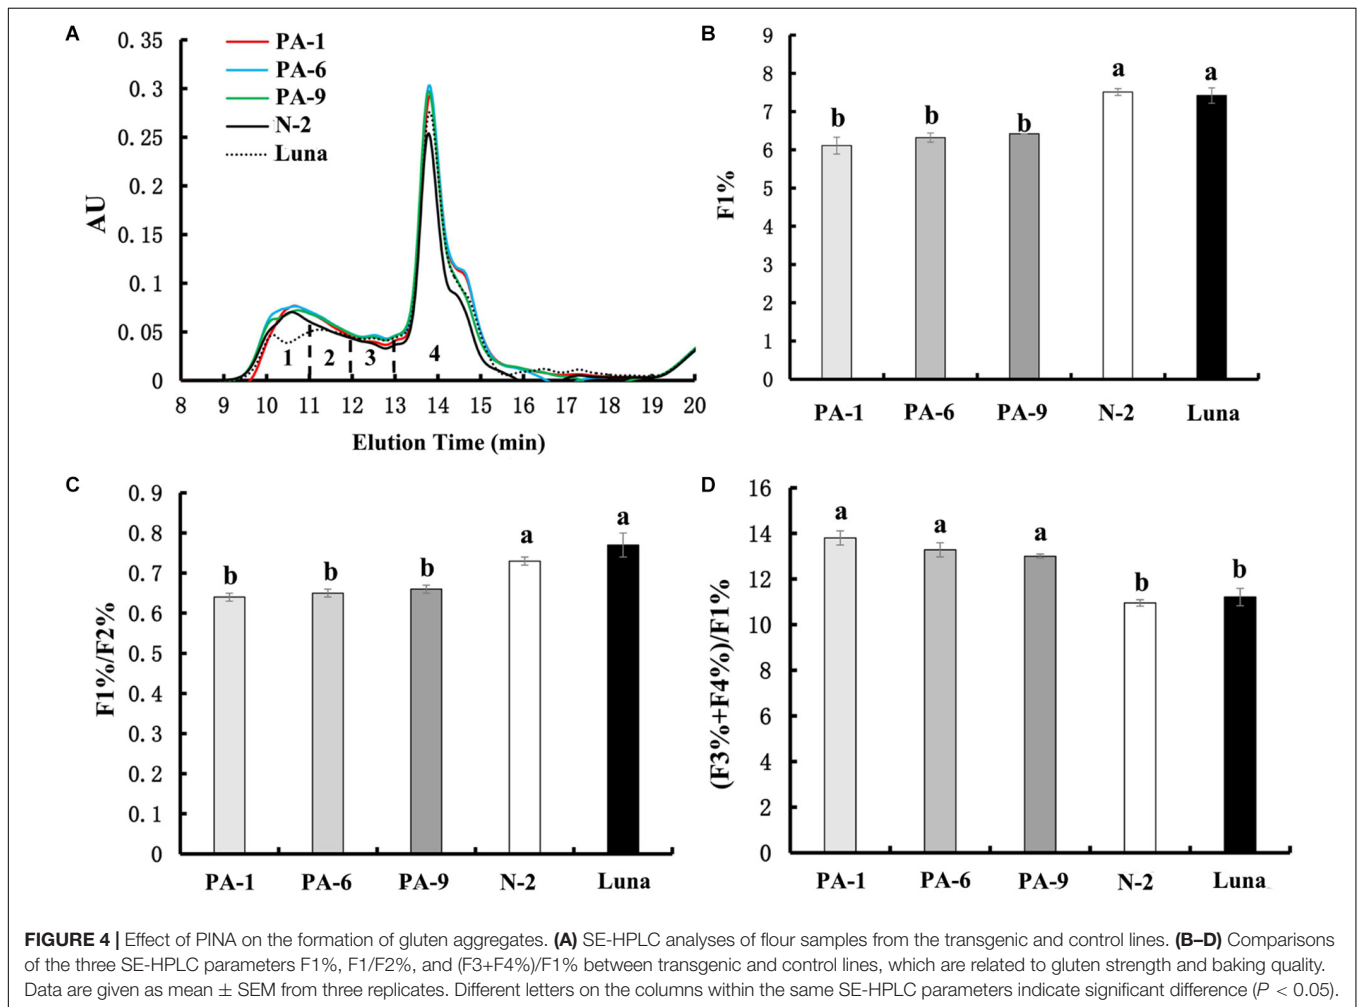 A
0.35
0.3
0.25
0.2
0.15
0.1
0.05
0
AU
PA-1
PA-6
PA-9
N-2
Luna
1 2 3 4
8 9 10 11 12 13 14 15 16 17 18 19 20
Elution Time (min)
B
9
8
7
6
5
4
3
2
1
0
F1%
b b b a a
PA-1 PA-6 PA-9 N-2 Luna
C
0.9
0.8
0.7
0.6
0.5
0.4
0.3
0.2
0.1
0
F1%/F2%
b b b a a
PA-1 PA-6 PA-9 N-2 Luna
D
16
14
12
10
8
6
4
2
0
(F3%+F4%)/F1%
a a a b b
PA-1 PA-6 PA-9 N-2 Luna
FIGURE 4 | Effect of PINA on the formation of gluten aggregates. (A) SE-HPLC analyses of flour samples from the transgenic and control lines. (B–D) Comparisons
of the three SE-HPLC parameters F1%, F1/F2%, and (F3+F4%)/F1% between transgenic and control lines, which are related to gluten strength and baking quality.
Data are given as mean ± SEM from three replicates. Different letters on the columns within the same SE-HPLC parameters indicate significant difference (P < 0.05).